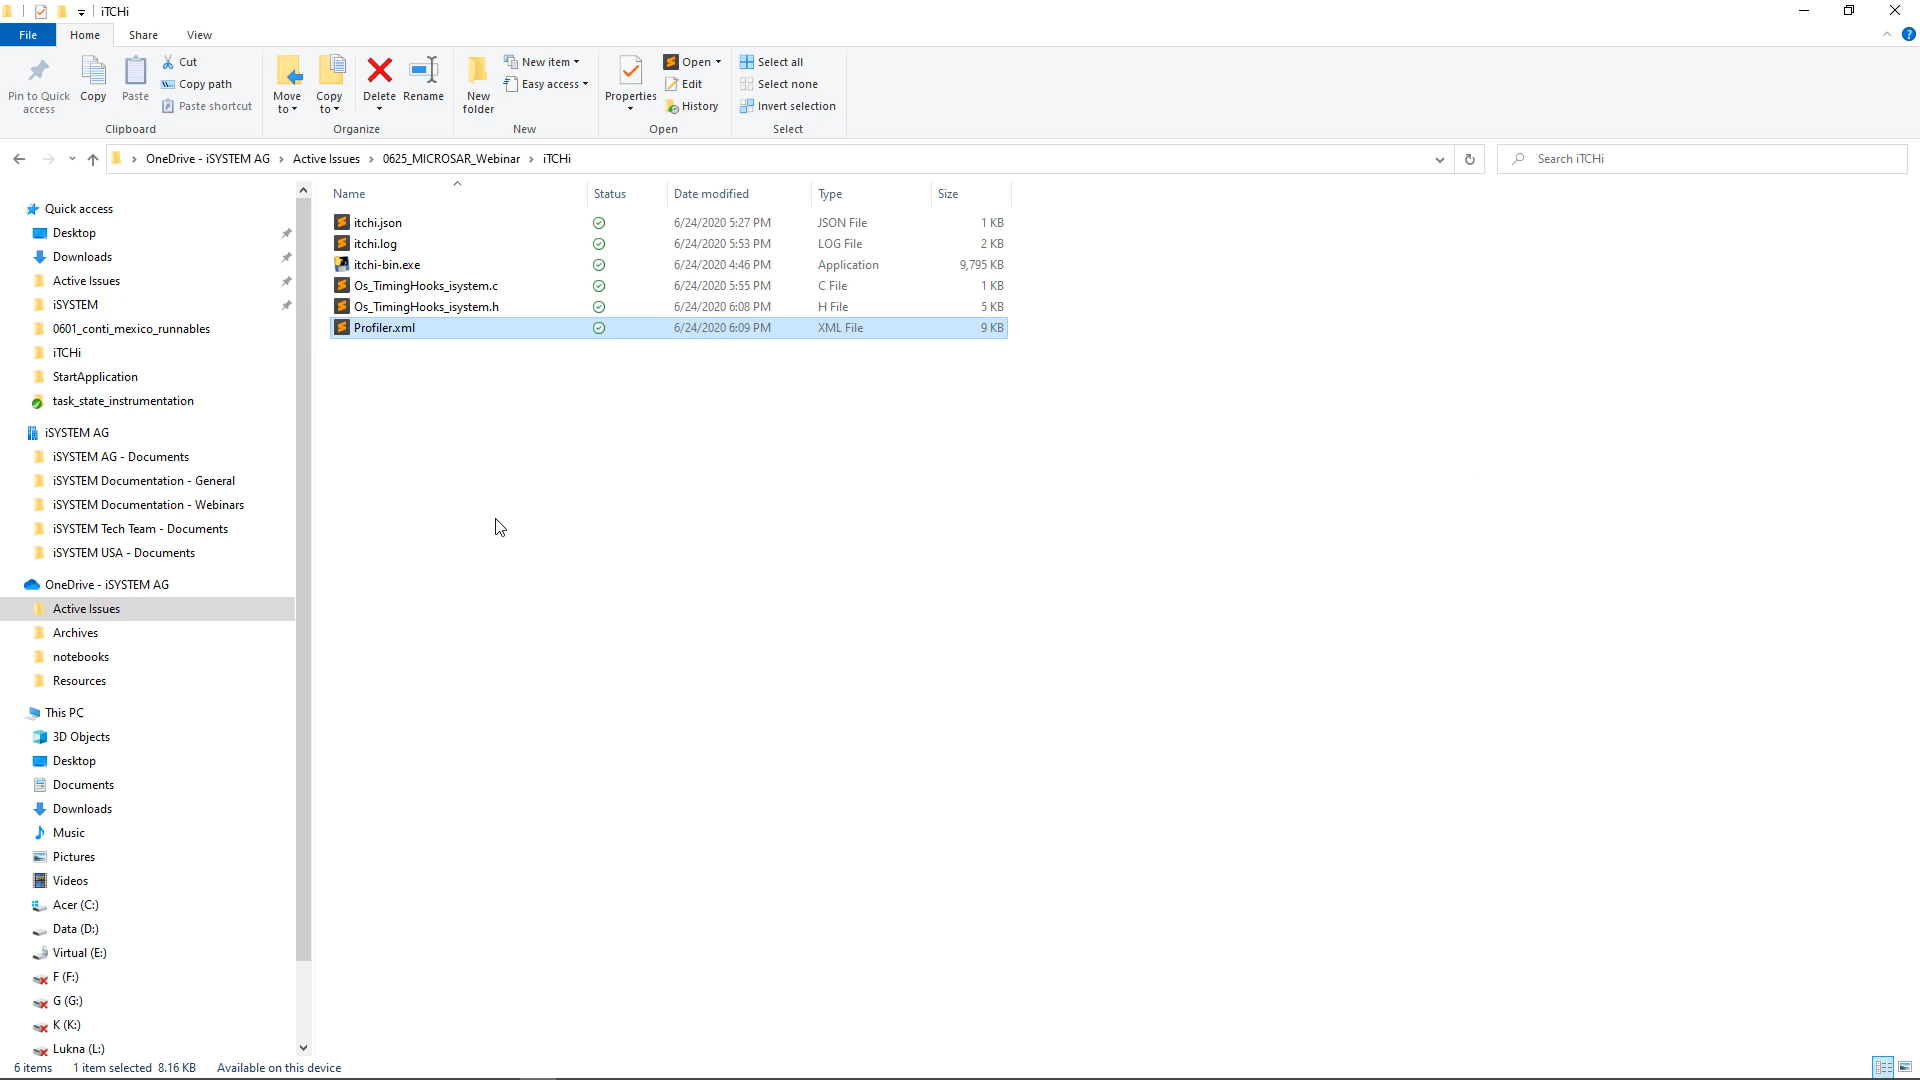 iTCHi
File Home Share View
Pin to Quick access
Copy
Paste
Cut
Copy path
Paste shortcut
Clipboard
Move to
Copy to
Delete
Rename
Organize
New folder
New item
Easy access
New
Properties
Open
Edit
History
Open
Select all
Select none
Invert selection
Select
OneDrive - iSYSTEM AG > Active Issues > 0625_MICROSAR_Webinar > iTCHi
Search iTCHi
Name Status Date modified Type Size
itchi.json 6/24/2020 5:27 PM JSON File 1 KB
itchi.log 6/24/2020 5:53 PM LOG File 2 KB
itchi-bin.exe 6/24/2020 4:46 PM Application 9,795 KB
Os_TimingHooks_isystem.c 6/24/2020 5:55 PM C File 1 KB
Os_TimingHooks_isystem.h 6/24/2020 6:08 PM H File 5 KB
Profiler.xml 6/24/2020 6:09 PM XML File 9 KB
Quick access
Desktop
Downloads
Active Issues
iSYSTEM
0601_conti_mexico_runnables
iTCHi
StartApplication
task_state_instrumentation
iSYSTEM AG
iSYSTEM AG - Documents
iSYSTEM Documentation - General
iSYSTEM Documentation - Webinars
iSYSTEM Tech Team - Documents
iSYSTEM USA - Documents
OneDrive - iSYSTEM AG
Active Issues
Archives
notebooks
Resources
This PC
3D Objects
Desktop
Documents
Downloads
Music
Pictures
Videos
Acer (C:)
Data (D:)
Virtual (E:)
F (F:)
G (G:)
K (K:)
Lukna (L:)
6 items 1 item selected 8.16 KB Available on this device